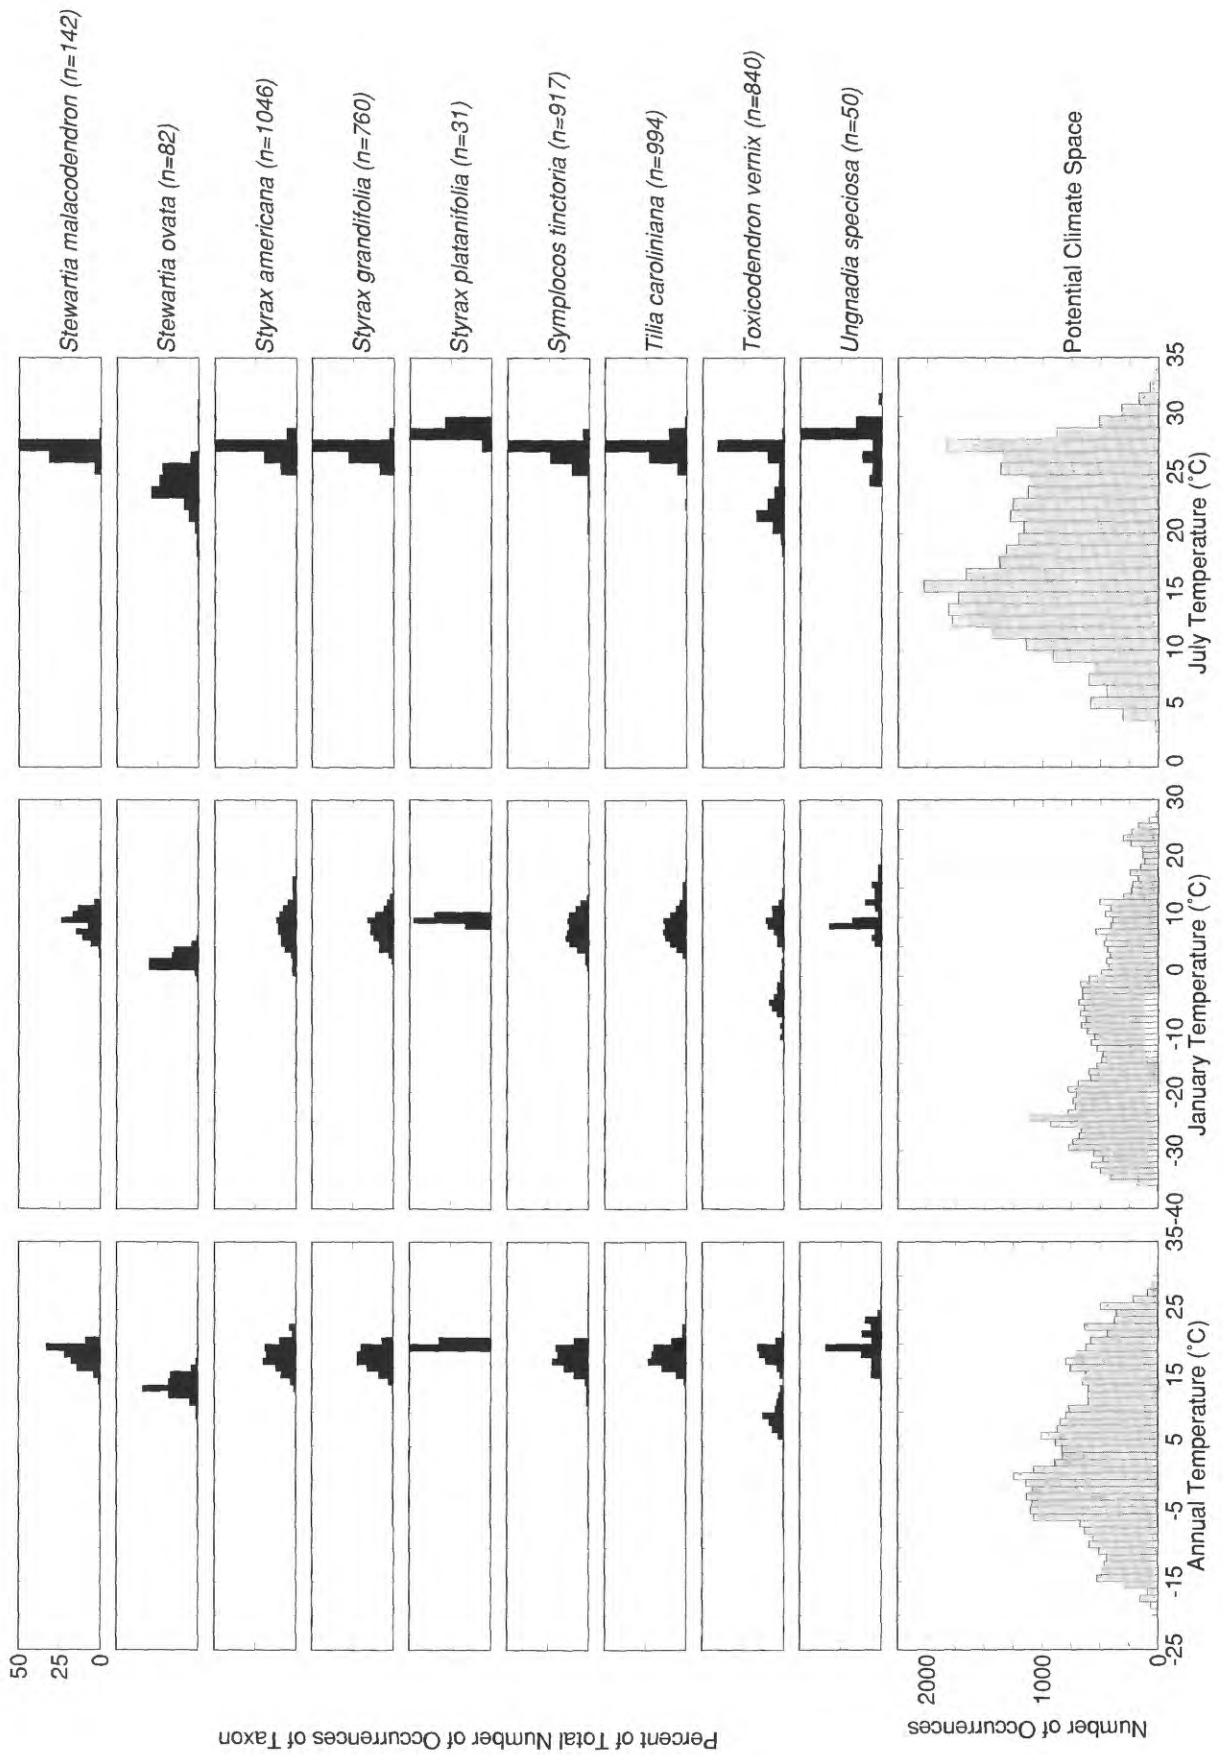 50
25
0
Stewartia malacodendron (n=142)
Stewartia ovata (n=82)
Styrax americana (n=1046)
Styrax grandifolia (n=760)
Styrax platanifolia (n=31)
Symplocos tinctoria (n=917)
Tilia caroliniana (n=994)
Toxicodendron vernix (n=840)
Ungnadia speciosa (n=50)
Potential Climate Space
Percent of Total Number of Occurrences of Taxon
Number of Occurrences
2000
1000
0
-25 -15 -5 5 15 25 35
Annual Temperature (°C)
-40 -30 -20 -10 0 10 20 30
January Temperature (°C)
0 5 10 15 20 25 30 35
July Temperature (°C)